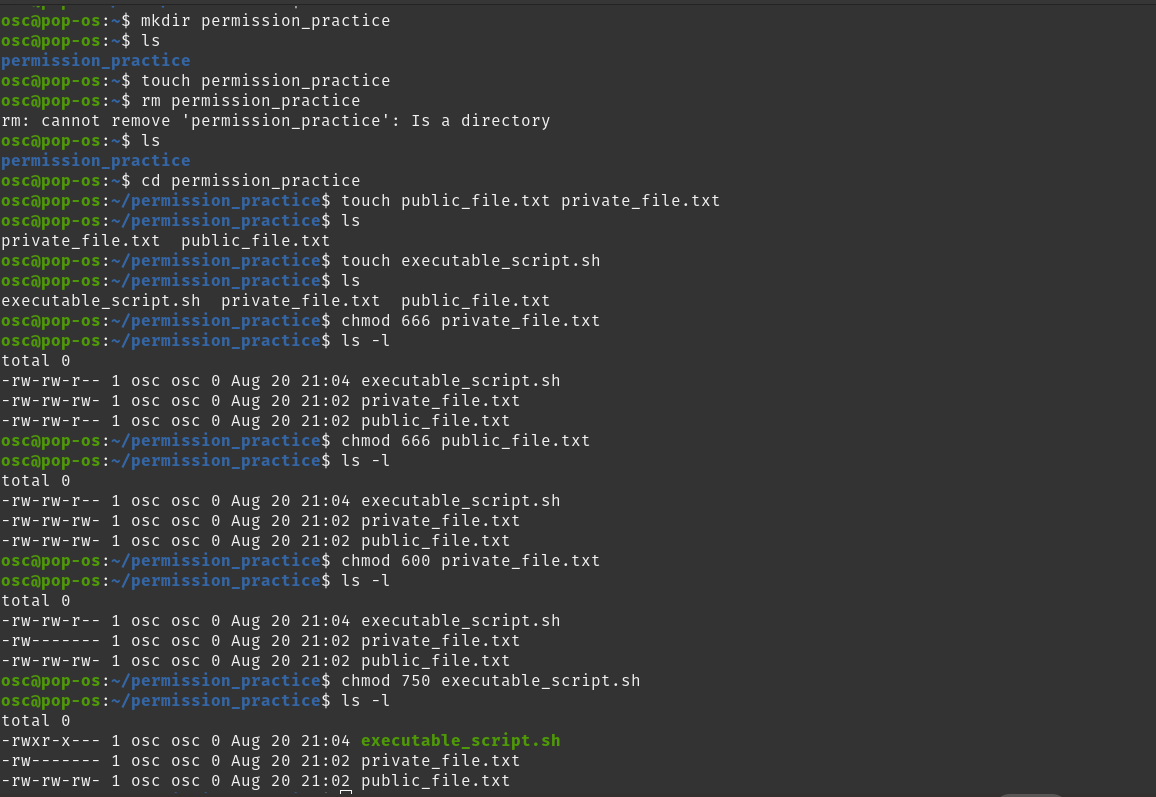 osc@pop-os:~$ mkdir permission_practice
osc@pop-os:~$ ls
permission_practice
osc@pop-os:~$ touch permission_practice
osc@pop-os:~$ rm permission_practice
rm: cannot remove 'permission_practice': Is a directory
osc@pop-os:~$ ls
permission_practice
osc@pop-os:~$ cd permission_practice
osc@pop-os:~/permission_practice$ touch public_file.txt private_file.txt
osc@pop-os:~/permission_practice$ ls
private_file.txt  public_file.txt
osc@pop-os:~/permission_practice$ touch executable_script.sh
osc@pop-os:~/permission_practice$ ls
executable_script.sh  private_file.txt  public_file.txt
osc@pop-os:~/permission_practice$ chmod 666 private_file.txt
osc@pop-os:~/permission_practice$ ls -l
total 0
-rw-rw-r-- 1 osc osc 0 Aug 20 21:04 executable_script.sh
-rw-rw-rw- 1 osc osc 0 Aug 20 21:02 private_file.txt
-rw-rw-r-- 1 osc osc 0 Aug 20 21:02 public_file.txt
osc@pop-os:~/permission_practice$ chmod 666 public_file.txt
osc@pop-os:~/permission_practice$ ls -l
total 0
-rw-rw-r-- 1 osc osc 0 Aug 20 21:04 executable_script.sh
-rw-rw-rw- 1 osc osc 0 Aug 20 21:02 private_file.txt
-rw-rw-rw- 1 osc osc 0 Aug 20 21:02 public_file.txt
osc@pop-os:~/permission_practice$ chmod 600 private_file.txt
osc@pop-os:~/permission_practice$ ls -l
total 0
-rw-rw-r-- 1 osc osc 0 Aug 20 21:04 executable_script.sh
-rw------- 1 osc osc 0 Aug 20 21:02 private_file.txt
-rw-rw-rw- 1 osc osc 0 Aug 20 21:02 public_file.txt
osc@pop-os:~/permission_practice$ chmod 750 executable_script.sh
osc@pop-os:~/permission_practice$ ls -l
total 0
-rwxr-x--- 1 osc osc 0 Aug 20 21:04 executable_script.sh
-rw------- 1 osc osc 0 Aug 20 21:02 private_file.txt
-rw-rw-rw- 1 osc osc 0 Aug 20 21:02 public_file.txt